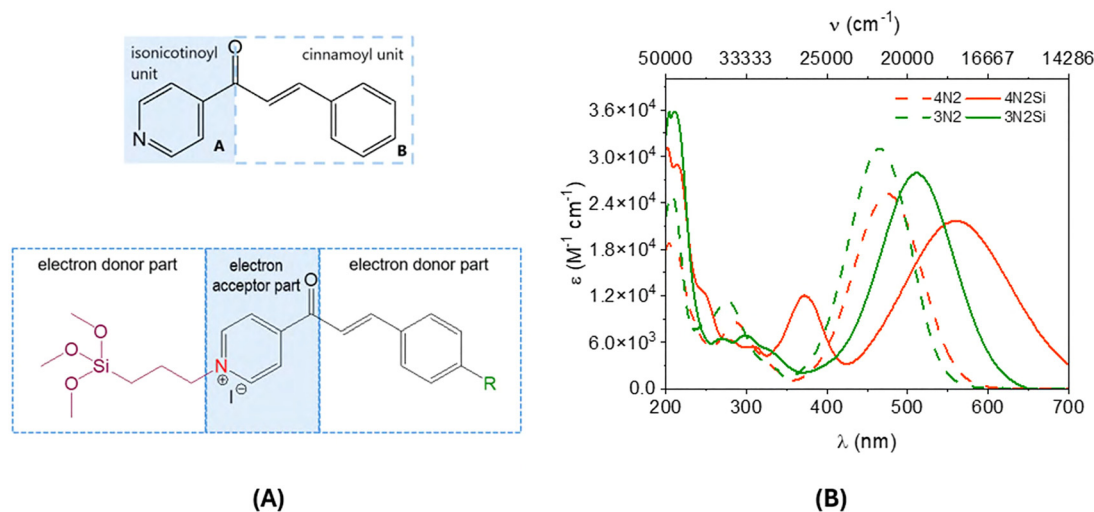 isonicotinoyl
unit
O
cinnamoyl unit
N
A
B
electron donor part
electron
acceptor part
electron donor part
O
O
O
O
Si
N
+
I⁻
R
(A)
ν (cm⁻¹)
50000 33333 25000 20000 16667 14286
4N2 4N2Si
3N2 3N2Si
ε (M⁻¹ cm⁻¹)
3.6×10⁴
3.0×10⁴
2.4×10⁴
1.8×10⁴
1.2×10⁴
6.0×10³
0.0
200 300 400 500 600 700
λ (nm)
(B)